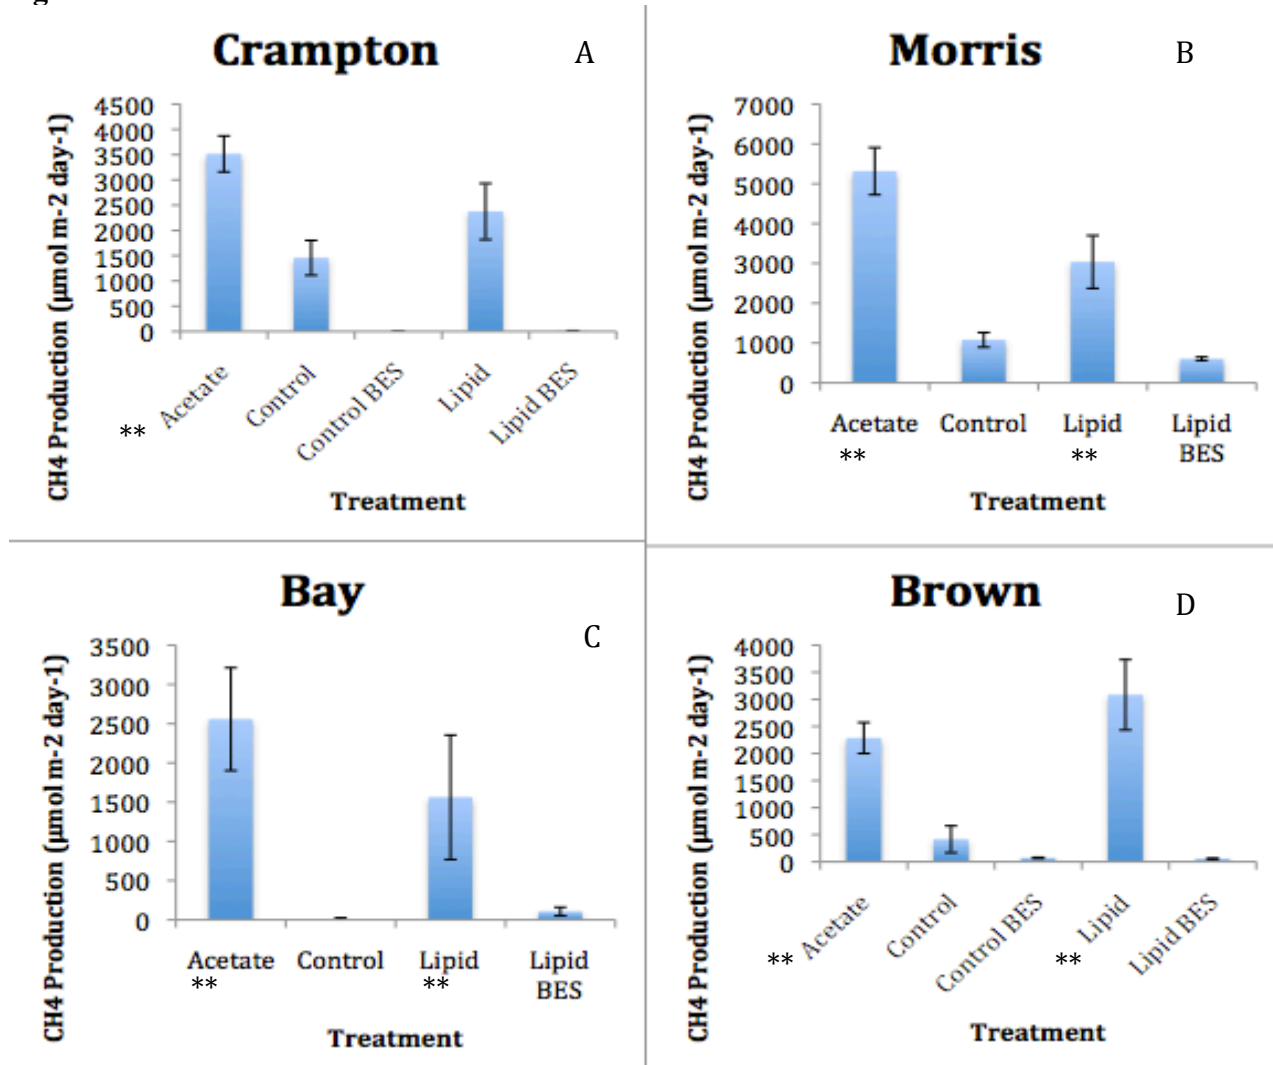 Crampton
A
CH4 Production (µmol m-2 day-1)
4500
4000
3500
3000
2500
2000
1500
1000
500
0
Acetate
Control
Control BES
Lipid
Lipid BES
**
Treatment
Morris
B
CH4 Production (µmol m-2 day-1)
7000
6000
5000
4000
3000
2000
1000
0
Acetate Control Lipid Lipid
BES
** **
Treatment
Bay
C
CH4 Production (µmol m-2 day-1)
3500
3000
2500
2000
1500
1000
500
0
Acetate Control Lipid Lipid
BES
** **
Treatment
Brown
D
CH4 Production (µmol m-2 day-1)
4000
3500
3000
2500
2000
1500
1000
500
0
Acetate
Control
Control BES
Lipid
Lipid BES
** **
Treatment